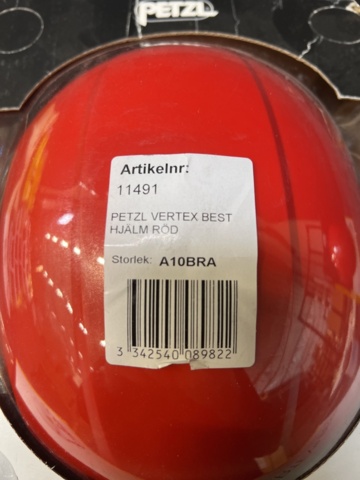 PETZL
Artikelnr:
11491
PETZL VERTEX BEST
HJÄLM RÖD
Storlek: A10BRA
3 342540 089822